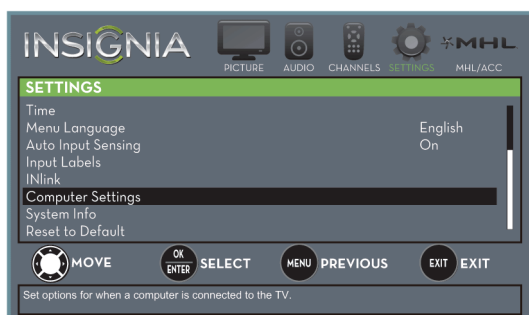 INSIGNIA
PICTURE AUDIO CHANNELS SETTINGS MHL MHL/ACC
SETTINGS
Time
Menu Language English
Auto Input Sensing On
Input Labels
INlink
Computer Settings
System Info
Reset to Default
MOVE OK ENTER SELECT MENU PREVIOUS EXIT EXIT
Set options for when a computer is connected to the TV.